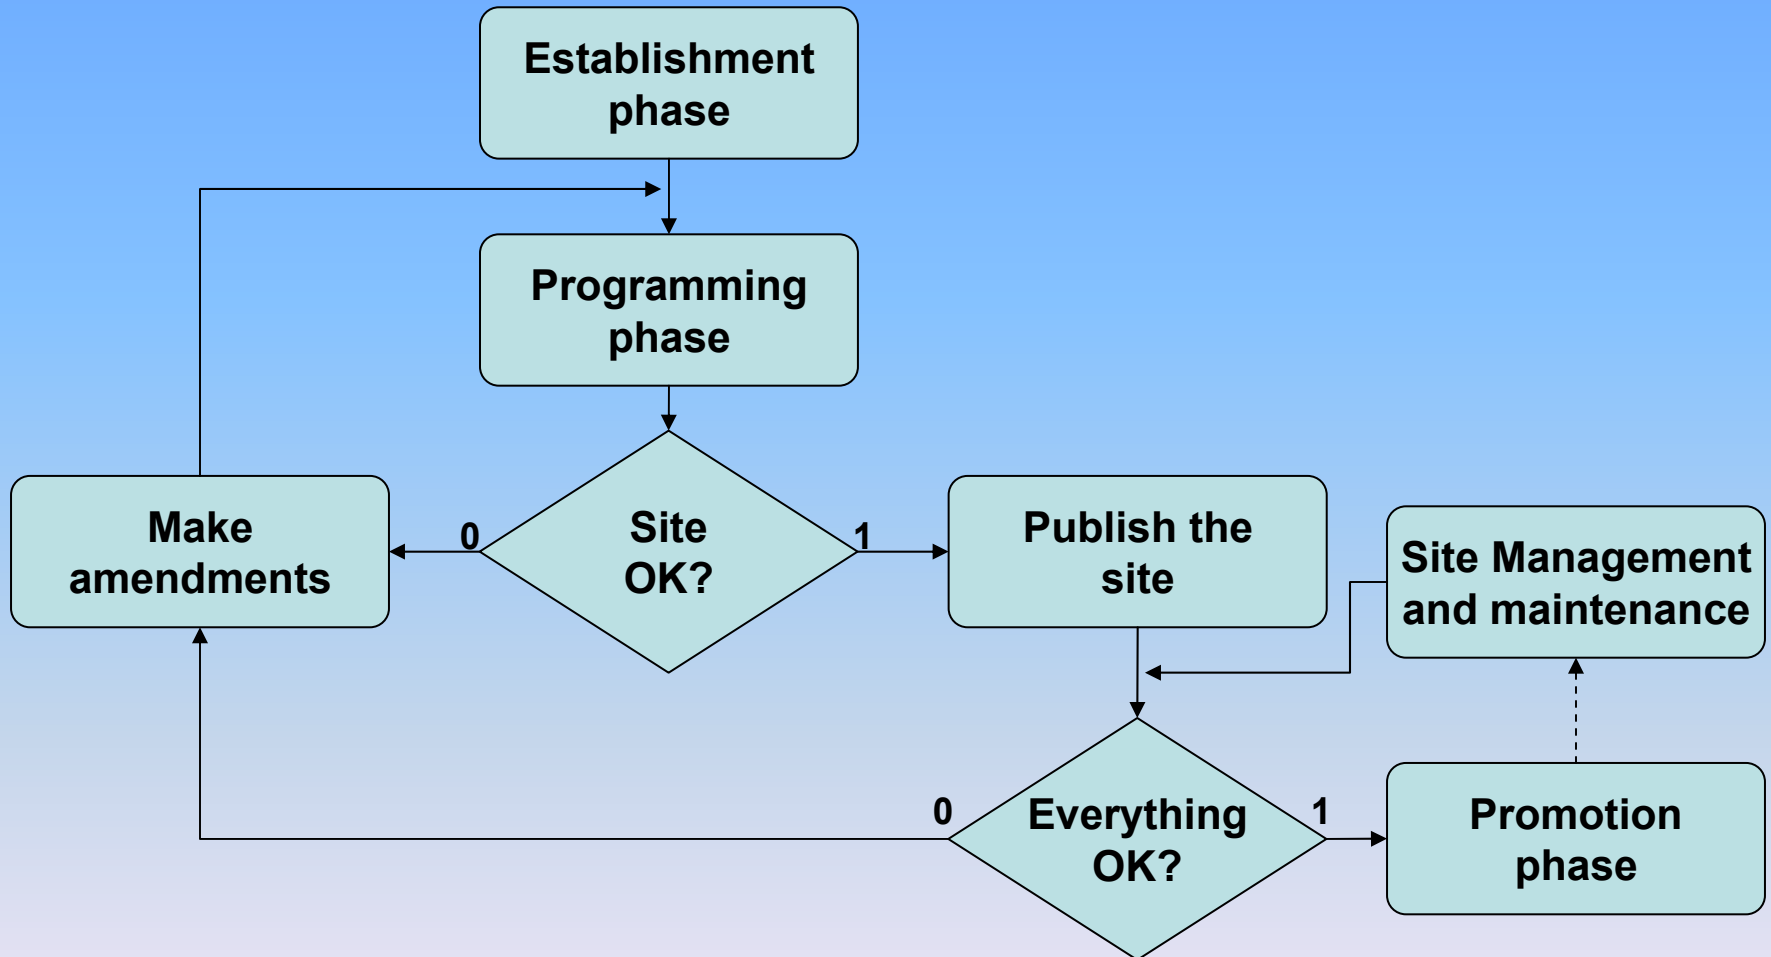 Establishment
phase
Programming
phase
Make
amendments
0
Site
OK?
1
Publish the
site
Site Management
and maintenance
0
Everything
OK?
1
Promotion
phase